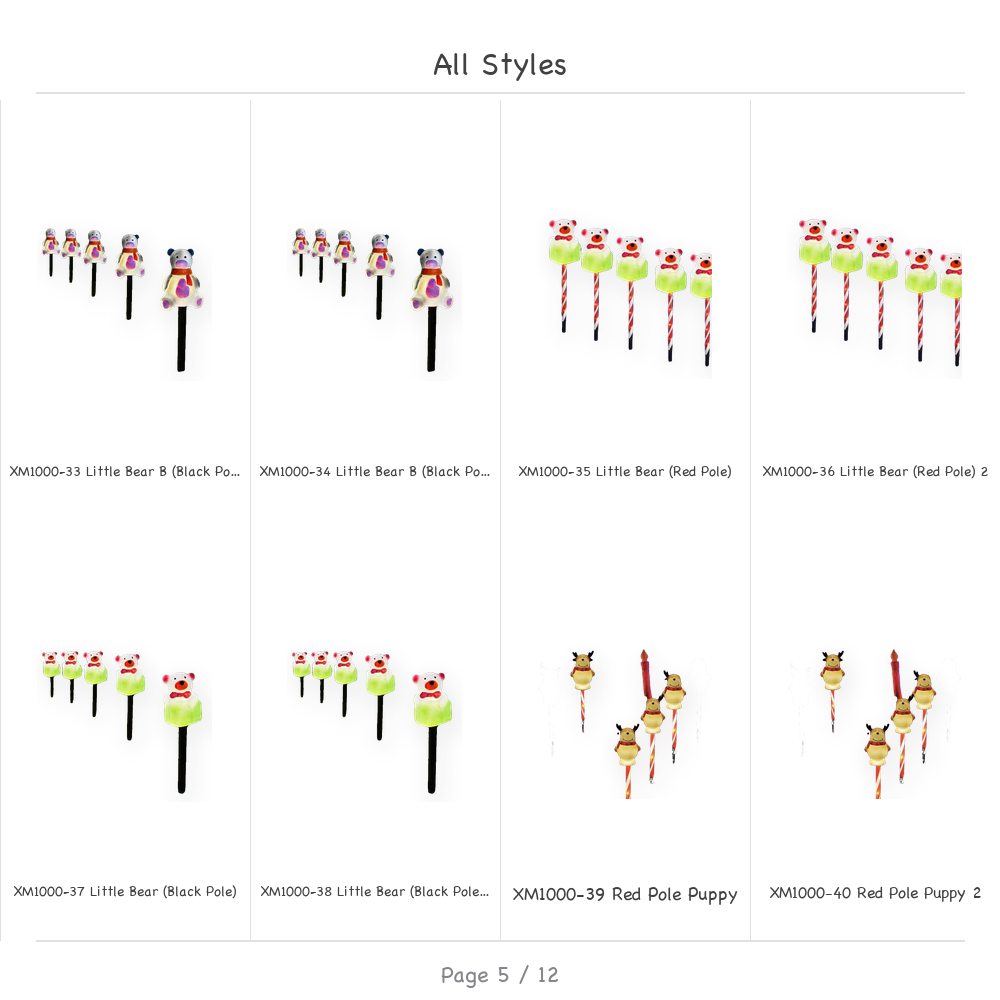 All Styles
XM1000-33 Little Bear B (Black Po...
XM1000-34 Little Bear B (Black Po...
XM1000-35 Little Bear (Red Pole)
XM1000-36 Little Bear (Red Pole) 2
XM1000-37 Little Bear (Black Pole)
XM1000-38 Little Bear (Black Pole...
XM1000-39 Red Pole Puppy
XM1000-40 Red Pole Puppy 2
Page 5 / 12